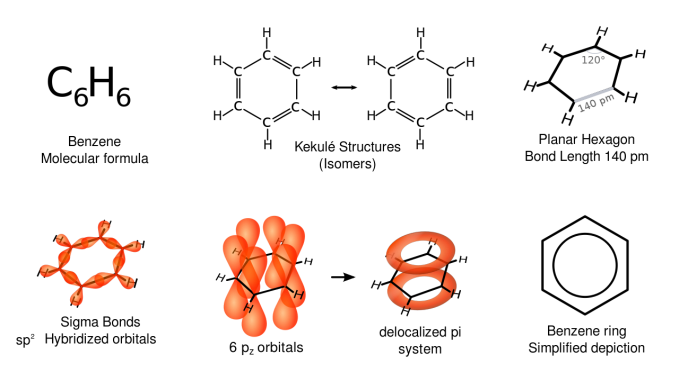 C6H6
Benzene
Molecular formula
H
H C C H
C C
H C C H
H
H
H C C H
C C
H C C H
H
Kekulé Structures
(Isomers)
H
H H
120°
H H
140 pm
H
Planar Hexagon
Bond Length 140 pm
H
H H
H H
H
Sigma Bonds
sp² Hybridized orbitals
H
H H
H H
H
6 pz orbitals
H
H H
H H
H
delocalized pi
system
Benzene ring
Simplified depiction